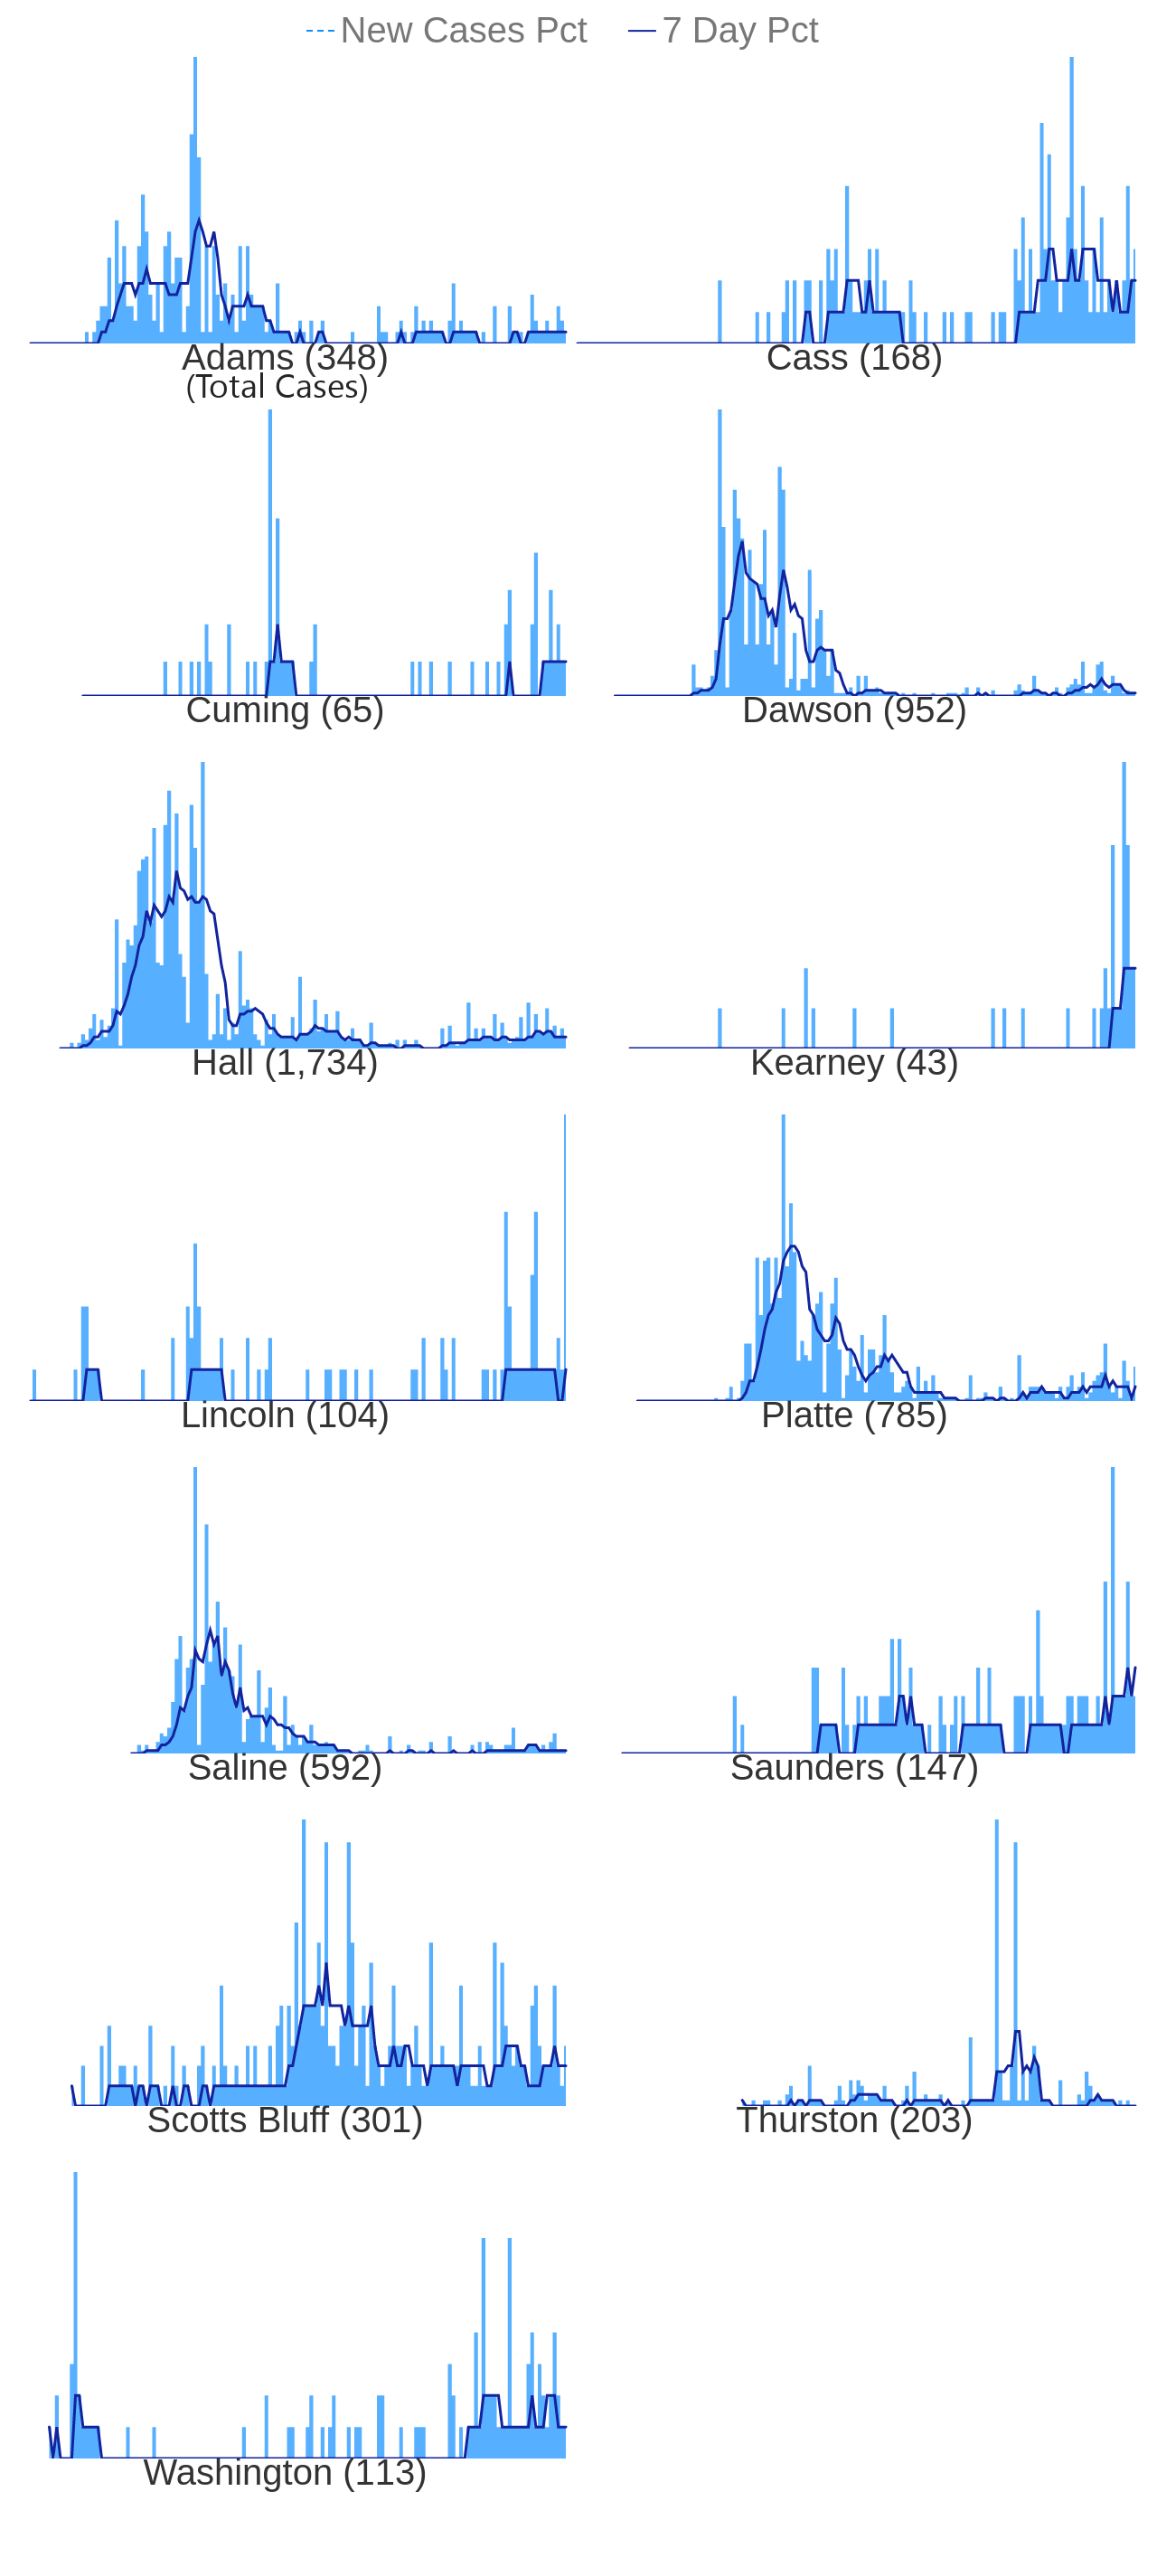 New Cases Pct 7 Day Pct
Adams (348) Cass (168)
(Total Cases)
Cuming (65) Dawson (952)
Hall (1,734) Kearney (43)
Lincoln (104) Platte (785)
Saline (592) Saunders (147)
Scotts Bluff (301) Thurston (203)
Washington (113)